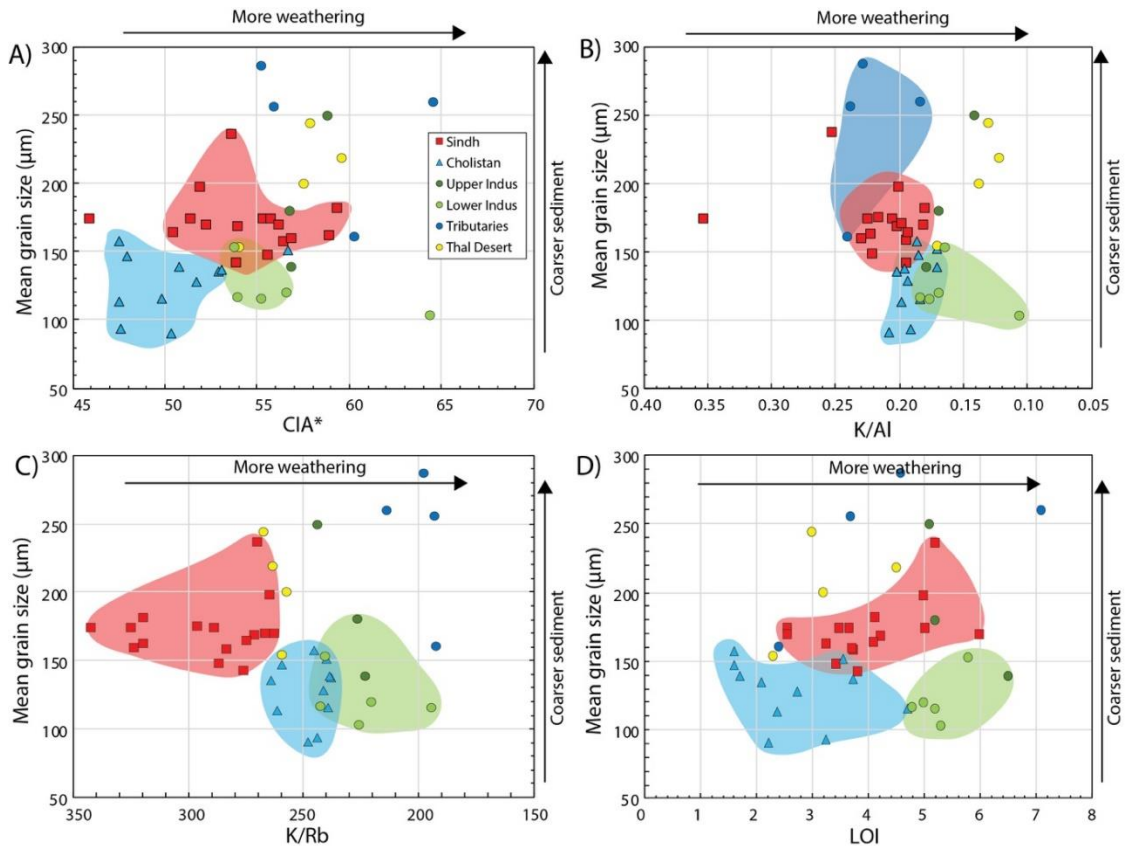 More weathering
A)
300
250
200
150
100
50
Mean grain size (μm)
45
50
55
60
65
70
CIA*
Coarser sediment
Sindh
Cholistan
Upper Indus
Lower Indus
Tributaries
Thal Desert
More weathering
B)
300
250
200
150
100
50
Mean grain size (μm)
0.40
0.35
0.30
0.25
0.20
0.15
0.10
0.05
K/Al
Coarser sediment
C)
More weathering
300
250
200
150
100
50
Mean grain size (μm)
350
300
250
200
150
K/Rb
Coarser sediment
D)
More weathering
300
250
200
150
100
50
Mean grain size (μm)
0
1
2
3
4
5
6
7
8
LOI
Coarser sediment